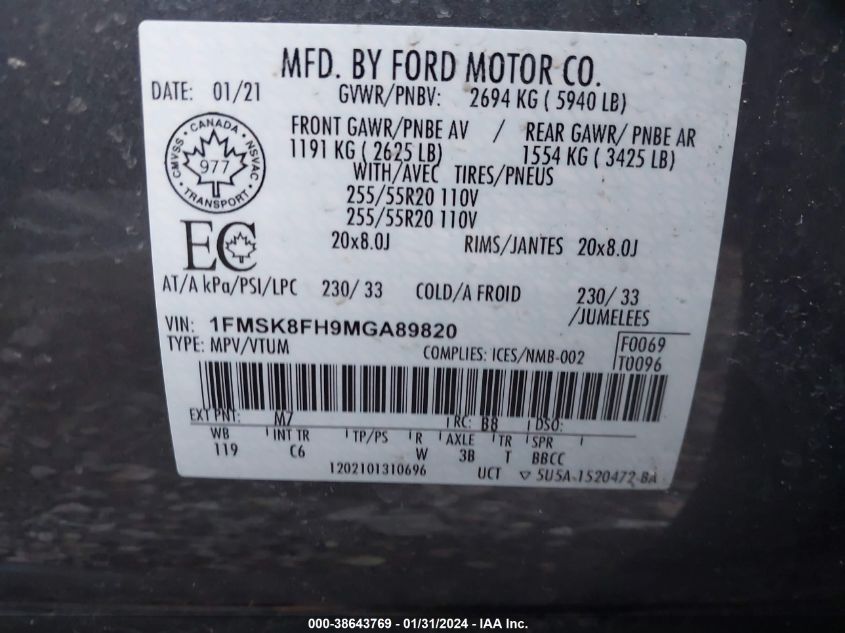 MFD. BY FORD MOTOR CO.
DATE: 01/21
GVWR/PNBV: 2694 KG ( 5940 LB)
FRONT GAWR/PNBE AV / REAR GAWR/ PNBE AR
1191 KG ( 2625 LB) 1554 KG ( 3425 LB)
WITH/AVEC TIRES/PNEUS
255/55R20 110V
255/55R20 110V
20x8.0J RIMS/JANTES 20x8.0J
CANADA
CMVSS NSVAC
977
TRANSPORT
EC
AT/A kPa/PSI/LPC 230/ 33 COLD/A FROID 230/ 33
/JUMELEES
VIN: 1FMSK8FH9MGA89820
TYPE: MPV/VTUM COMPLIES: ICES/NMB-002
F0069
T0096
EXT PNT: M7 RC: B8 DSO:
WB INT TR TP/PS R AXLE TR SPR
119 C6 W 3B T BBCC
1202101310696 UCT ▽ 5U5A-1520472-BA
000-38643769 - 01/31/2024 - IAA Inc.